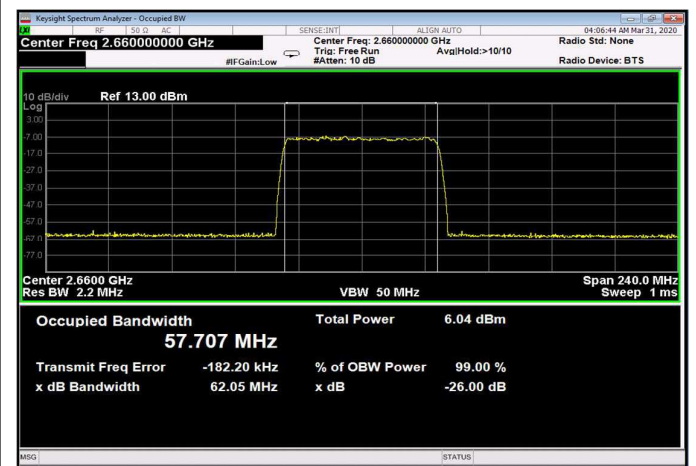 Keysight Spectrum Analyzer - Occupied BW
LXI RF 50 Ω AC SENSE:INT ALIGN AUTO 04:06:44 AM Mar 31, 2020
Center Freq 2.660000000 GHz Center Freq: 2.660000000 GHz Radio Std: None
Trig: Free Run Avg|Hold:>10/10
#IFGain:Low #Atten: 10 dB Radio Device: BTS
10 dB/div Ref 13.00 dBm
Log
3.00
-7.00
-17.0
-27.0
-37.0
-47.0
-57.0
-67.0
-77.0
Center 2.6600 GHz Span 240.0 MHz
Res BW 2.2 MHz VBW 50 MHz Sweep 1 ms
Occupied Bandwidth Total Power 6.04 dBm
57.707 MHz
Transmit Freq Error -182.20 kHz % of OBW Power 99.00 %
x dB Bandwidth 62.05 MHz x dB -26.00 dB
MSG STATUS